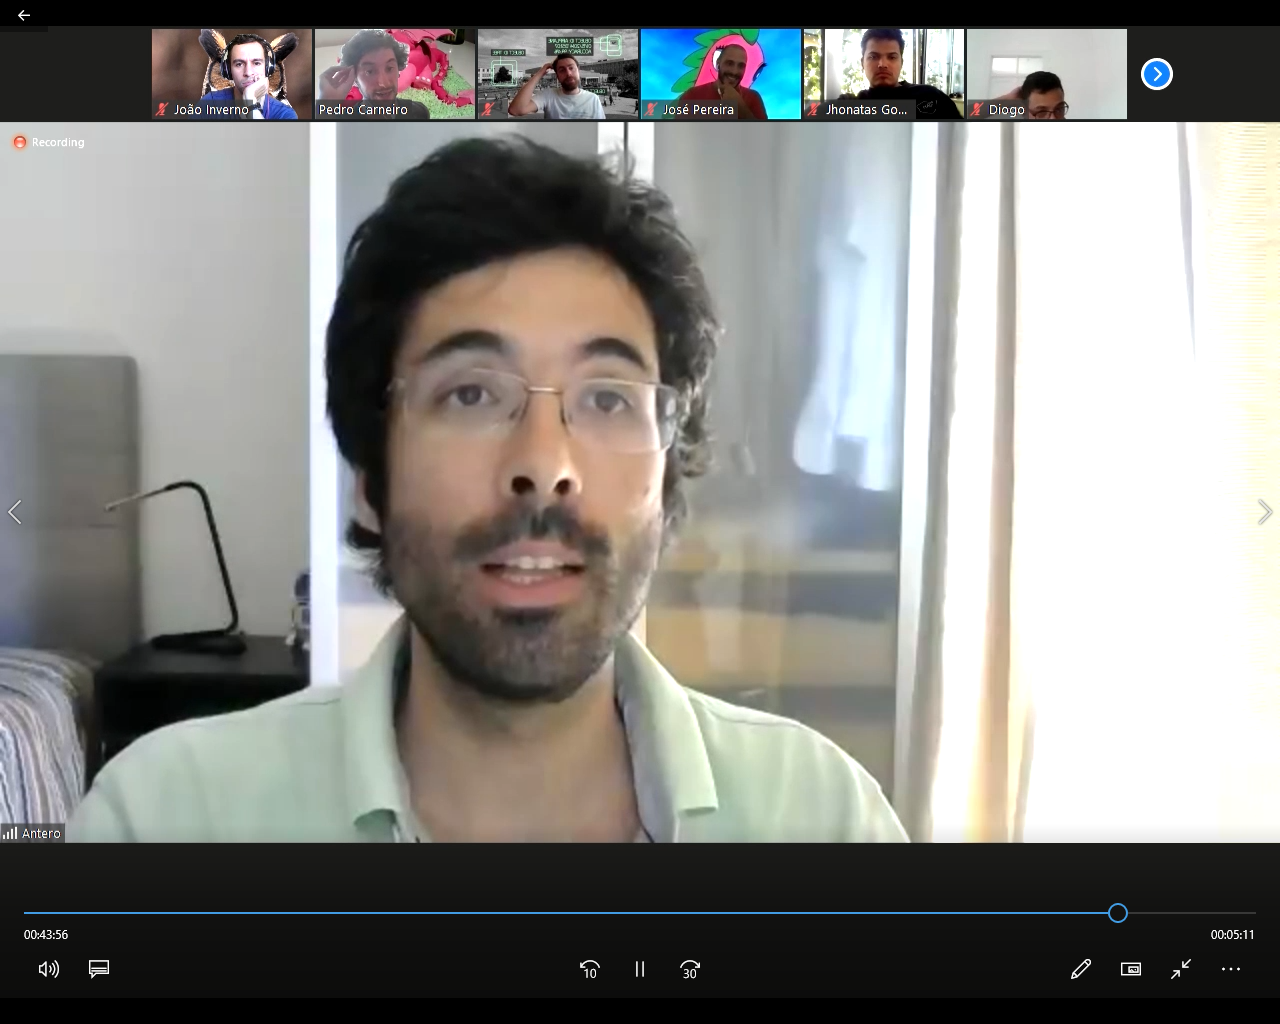 João Inverno
Pedro Carneiro
José Pereira
Jhonatas Go...
Diogo
Recording
Antero
00:43:56
00:05:11
10
30